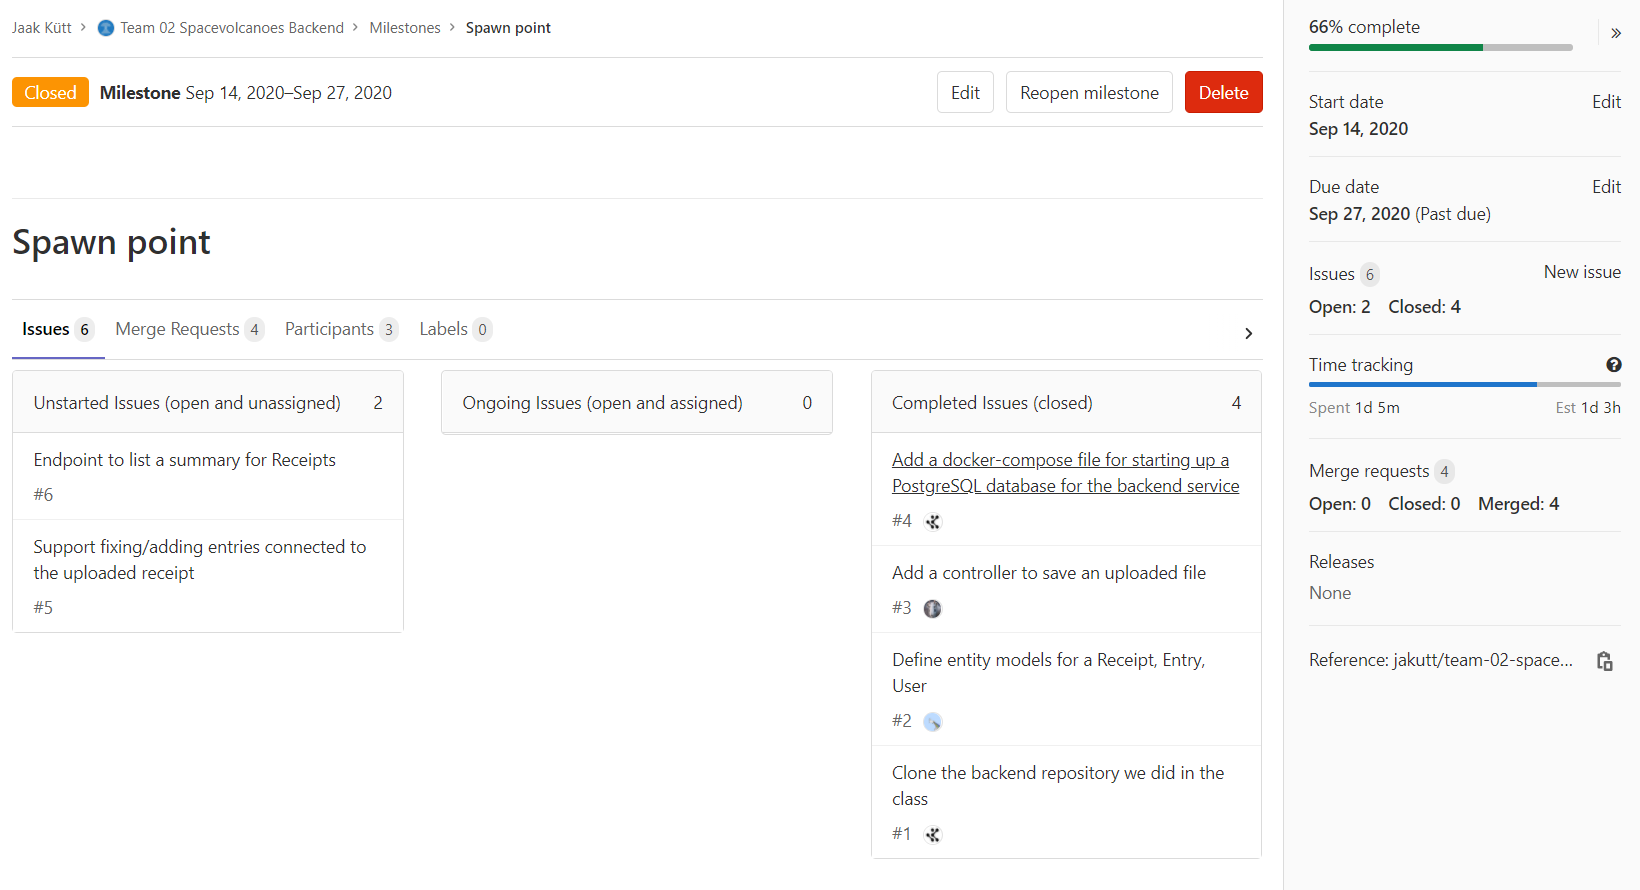 Jaak Kütt > Team 02 Spacevolcanoes Backend > Milestones > Spawn point
Closed Milestone Sep 14, 2020–Sep 27, 2020
Edit
Reopen milestone
Delete
Spawn point
Issues 6
Merge Requests 4
Participants 3
Labels 0
Unstarted Issues (open and unassigned) 2
Endpoint to list a summary for Receipts
#6
Support fixing/adding entries connected to
the uploaded receipt
#5
Ongoing Issues (open and assigned) 0
Completed Issues (closed) 4
Add a docker-compose file for starting up a
PostgreSQL database for the backend service
#4
Add a controller to save an uploaded file
#3
Define entity models for a Receipt, Entry,
User
#2
Clone the backend repository we did in the
class
#1
66% complete
»
Start date Edit
Sep 14, 2020
Due date Edit
Sep 27, 2020 (Past due)
Issues 6 New issue
Open: 2 Closed: 4
Time tracking ?
Spent 1d 5m Est 1d 3h
Merge requests 4
Open: 0 Closed: 0 Merged: 4
Releases
None
Reference: jakutt/team-02-space...